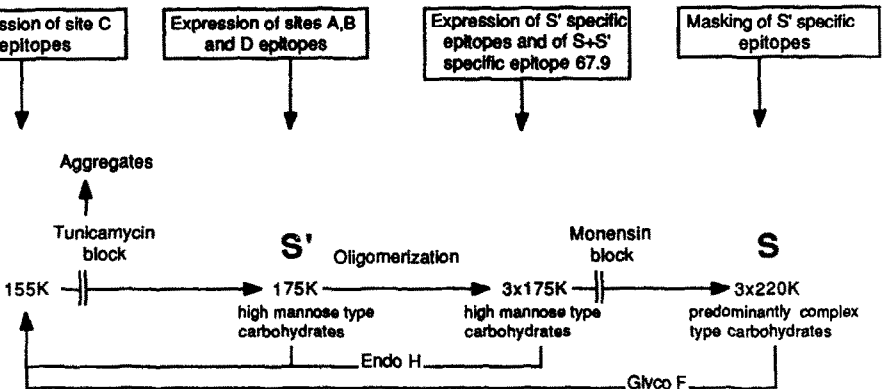 ssion of site C
epitopes
Expression of sites A,B
and D epitopes
Expression of S' specific
epitopes and of S+S'
specific epitope 67.9
Masking of S' specific
epitopes
Aggregates
Tunicamycin
block
S'
Oligomerization
Monensin
block
S
155K
175K
3x175K
3x220K
high mannose type
carbohydrates
high mannose type
carbohydrates
predominantly complex
type carbohydrates
Endo H
Glyco F